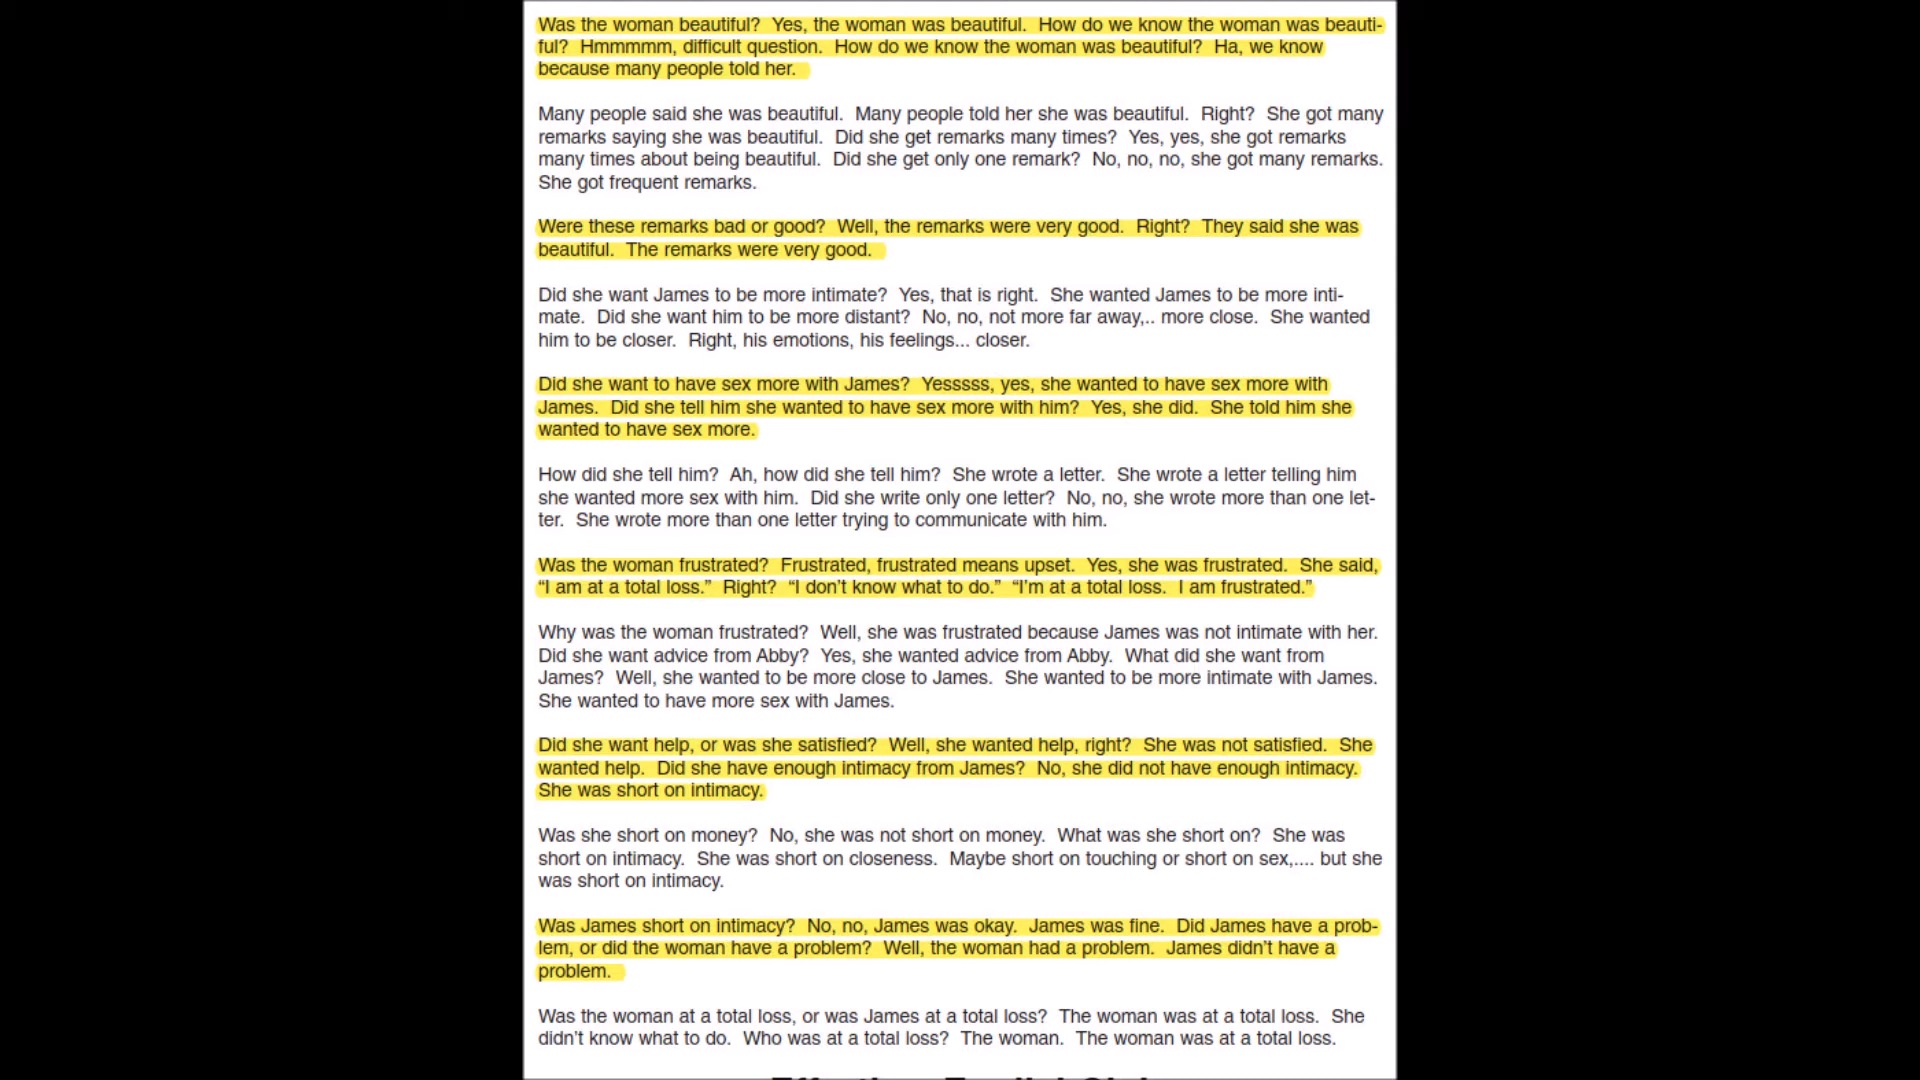 Was the woman beautiful?  Yes, the woman was beautiful.  How do we know the woman was beauti-
ful?  Hmmmmm, difficult question.  How do we know the woman was beautiful?  Ha, we know
because many people told her.
Many people said she was beautiful.  Many people told her she was beautiful.  Right?  She got many
remarks saying she was beautiful.  Did she get remarks many times?  Yes, yes, she got remarks
many times about being beautiful.  Did she get only one remark?  No, no, no, she got many remarks.
She got frequent remarks.
Were these remarks bad or good?  Well, the remarks were very good.  Right?  They said she was
beautiful.  The remarks were very good.
Did she want James to be more intimate?  Yes, that is right.  She wanted James to be more inti-
mate.  Did she want him to be more distant?  No, no, not more far away,.. more close.  She wanted
him to be closer.  Right, his emotions, his feelings... closer.
Did she want to have sex more with James?  Yesssss, yes, she wanted to have sex more with
James.  Did she tell him she wanted to have sex more with him?  Yes, she did.  She told him she
wanted to have sex more.
How did she tell him?  Ah, how did she tell him?  She wrote a letter.  She wrote a letter telling him
she wanted more sex with him.  Did she write only one letter?  No, no, she wrote more than one let-
ter.  She wrote more than one letter trying to communicate with him.
Was the woman frustrated?  Frustrated, frustrated means upset.  Yes, she was frustrated.  She said,
“I am at a total loss.”  Right?  “I don’t know what to do.”  “I’m at a total loss.  I am frustrated.”
Why was the woman frustrated?  Well, she was frustrated because James was not intimate with her.
Did she want advice from Abby?  Yes, she wanted advice from Abby.  What did she want from
James?  Well, she wanted to be more close to James.  She wanted to be more intimate with James.
She wanted to have more sex with James.
Did she want help, or was she satisfied?  Well, she wanted help, right?  She was not satisfied.  She
wanted help.  Did she have enough intimacy from James?  No, she did not have enough intimacy.
She was short on intimacy.
Was she short on money?  No, she was not short on money.  What was she short on?  She was
short on intimacy.  She was short on closeness.  Maybe short on touching or short on sex,.... but she
was short on intimacy.
Was James short on intimacy?  No, no, James was okay.  James was fine.  Did James have a prob-
lem, or did the woman have a problem?  Well, the woman had a problem.  James didn’t have a
problem.
Was the woman at a total loss, or was James at a total loss?  The woman was at a total loss.  She
didn’t know what to do.  Who was at a total loss?  The woman.  The woman was at a total loss.